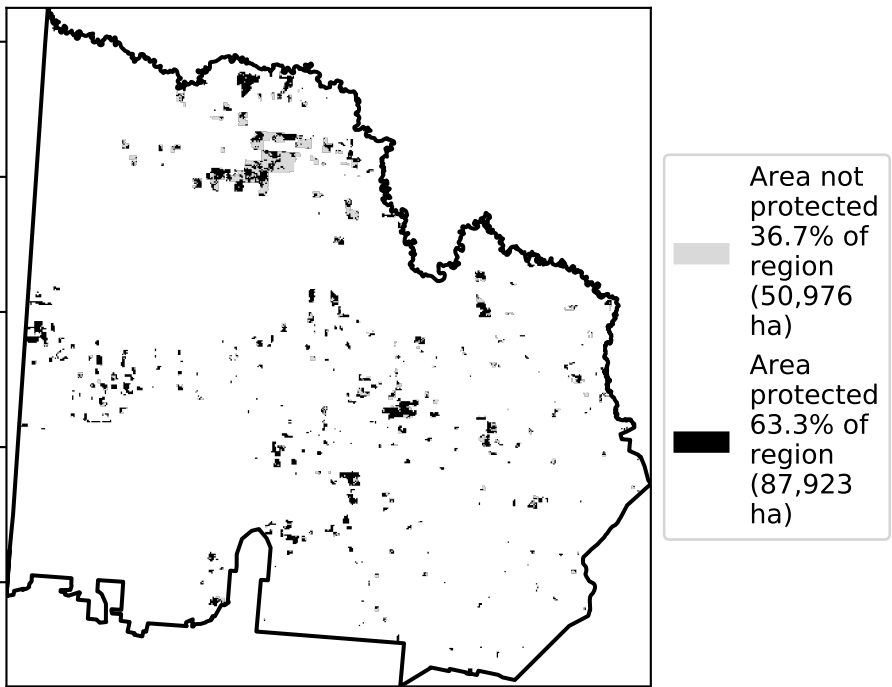 Area not
protected
36.7% of
region
(50,976
ha)
Area
protected
63.3% of
region
(87,923
ha)